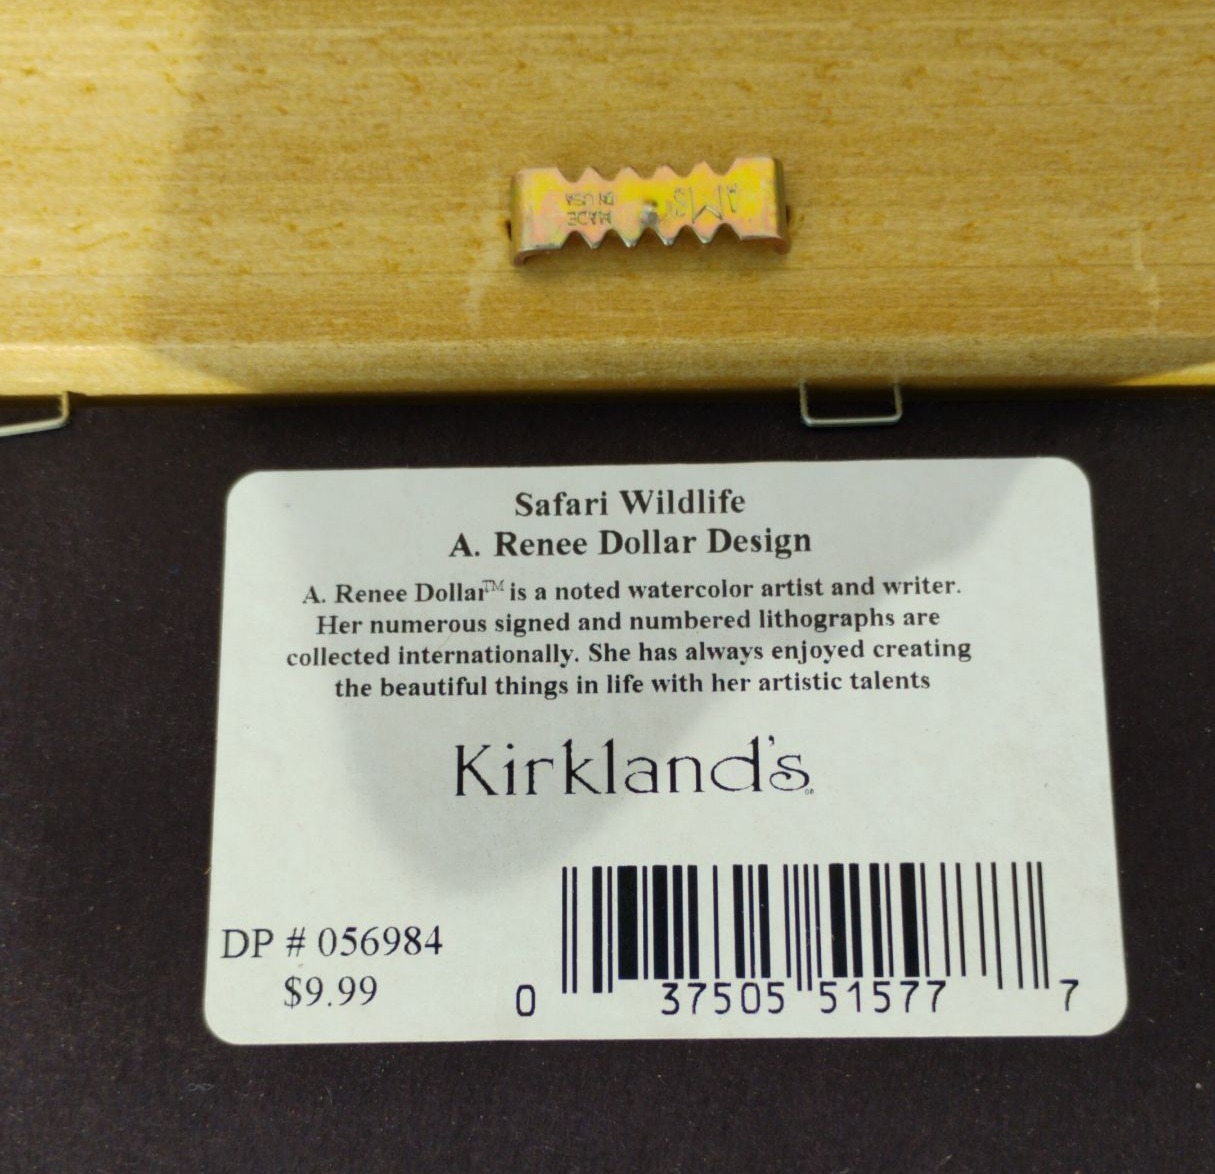 MADE
IN USA
Safari Wildlife
A. Renee Dollar Design
A. Renee Dollar™ is a noted watercolor artist and writer.
Her numerous signed and numbered lithographs are
collected internationally. She has always enjoyed creating
the beautiful things in life with her artistic talents
Kirkland's
DP # 056984
$9.99
0 37505 51577 7